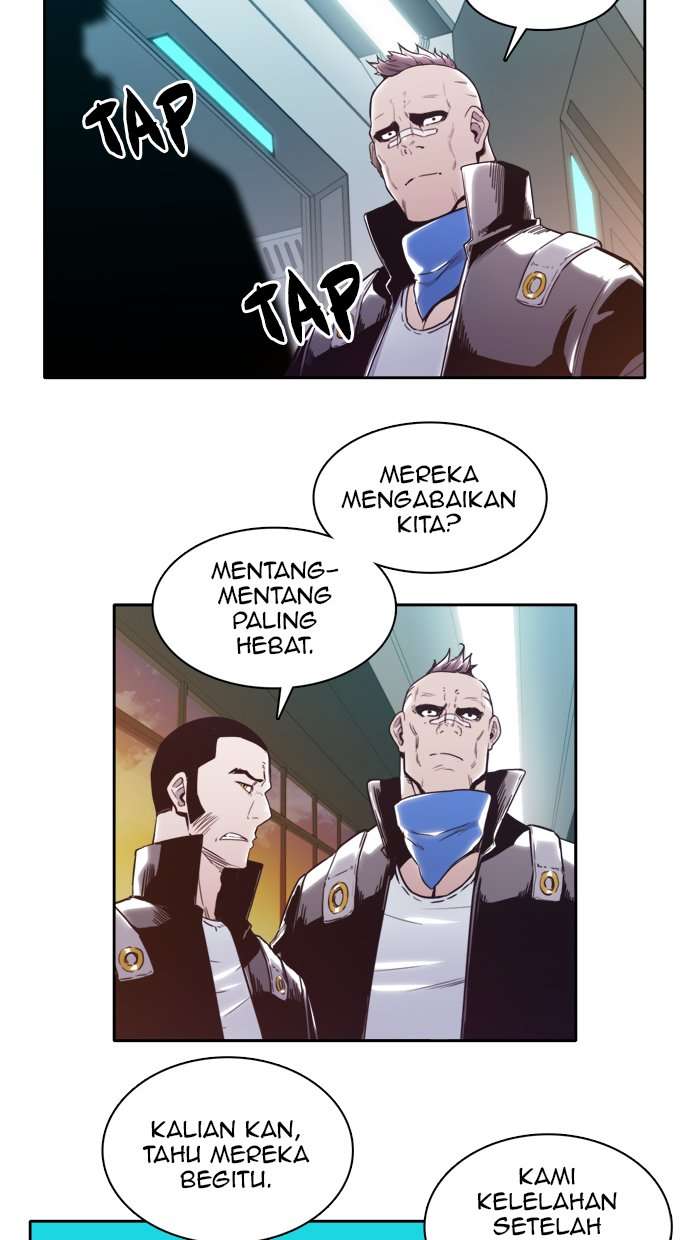 TAP
TAP
MEREKA
MENGABAIKAN
KITA?
MENTANG-
MENTANG
PALING
HEBAT.
KALIAN KAN,
TAHU MEREKA
BEGITU.
KAMI
KELELAHAN
SETELAH